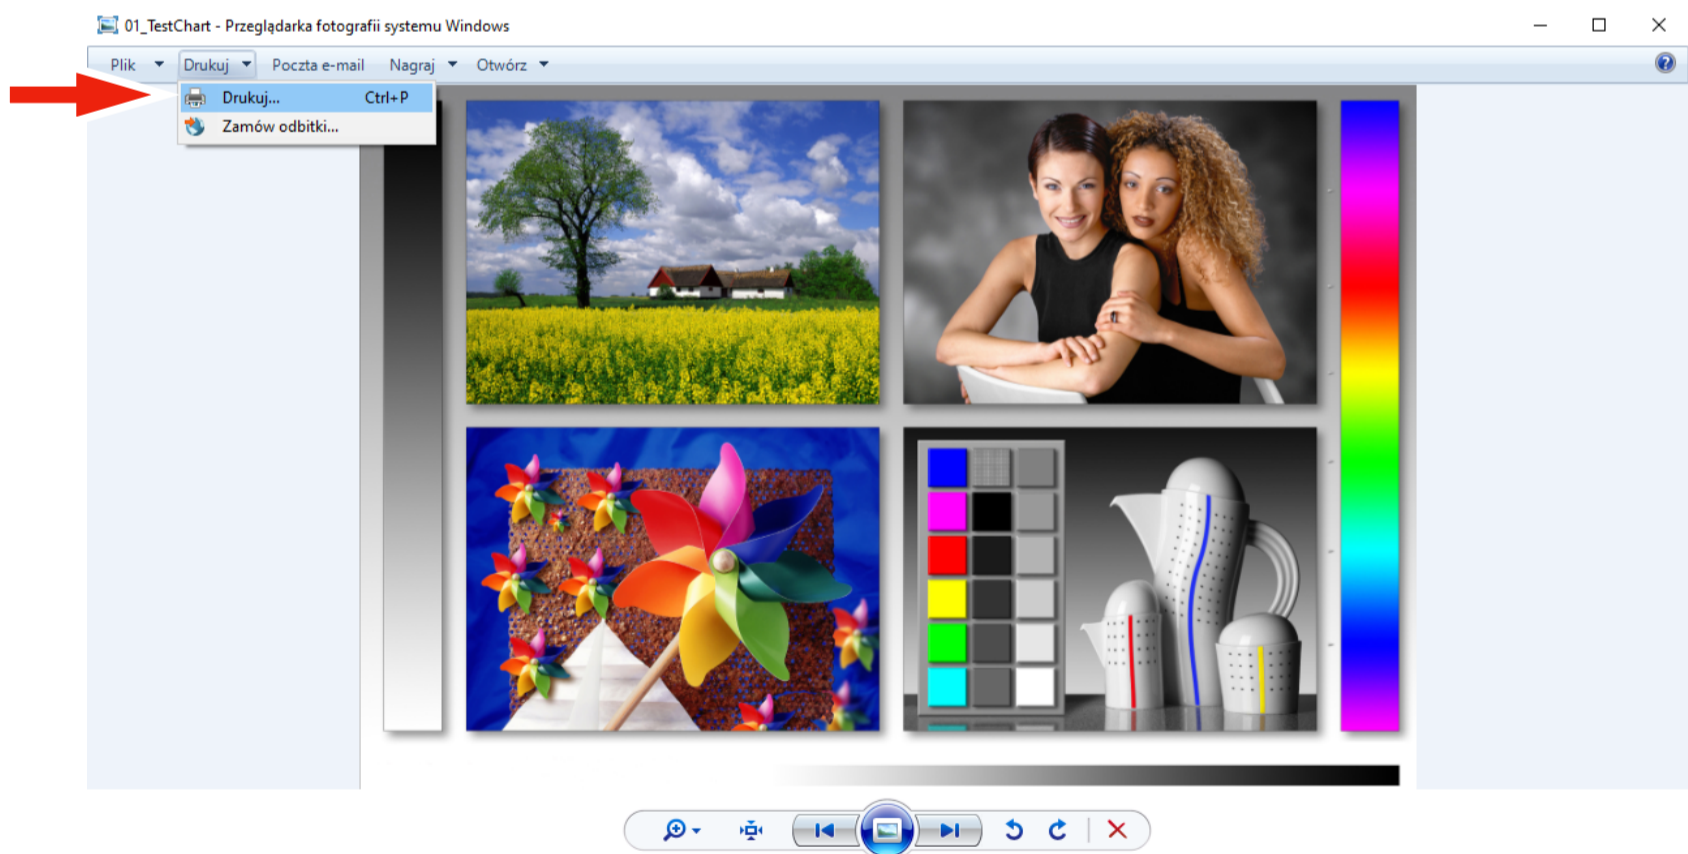 01_TestChart - Przeglądarka fotografii systemu Windows
Plik Drukuj Poczta e-mail Nagraj Otwórz
Drukuj... Ctrl+P
Zamów odbitki...